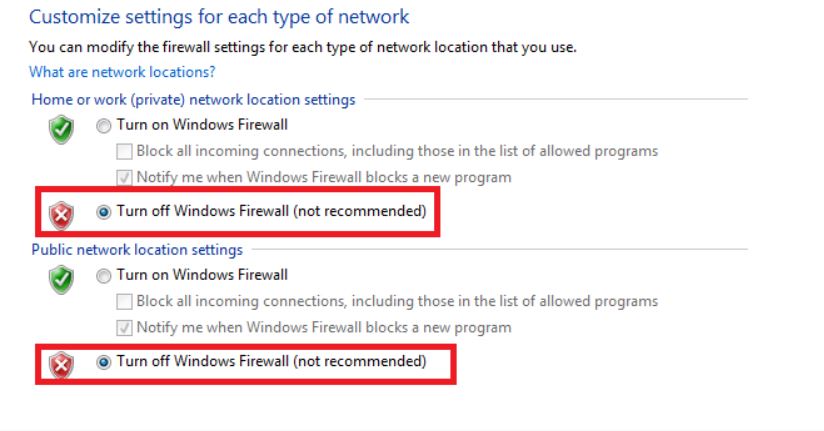 Customize settings for each type of network
You can modify the firewall settings for each type of network location that you use.
What are network locations?
Home or work (private) network location settings
Turn on Windows Firewall
Block all incoming connections, including those in the list of allowed programs
Notify me when Windows Firewall blocks a new program
Turn off Windows Firewall (not recommended)
Public network location settings
Turn on Windows Firewall
Block all incoming connections, including those in the list of allowed programs
Notify me when Windows Firewall blocks a new program
Turn off Windows Firewall (not recommended)